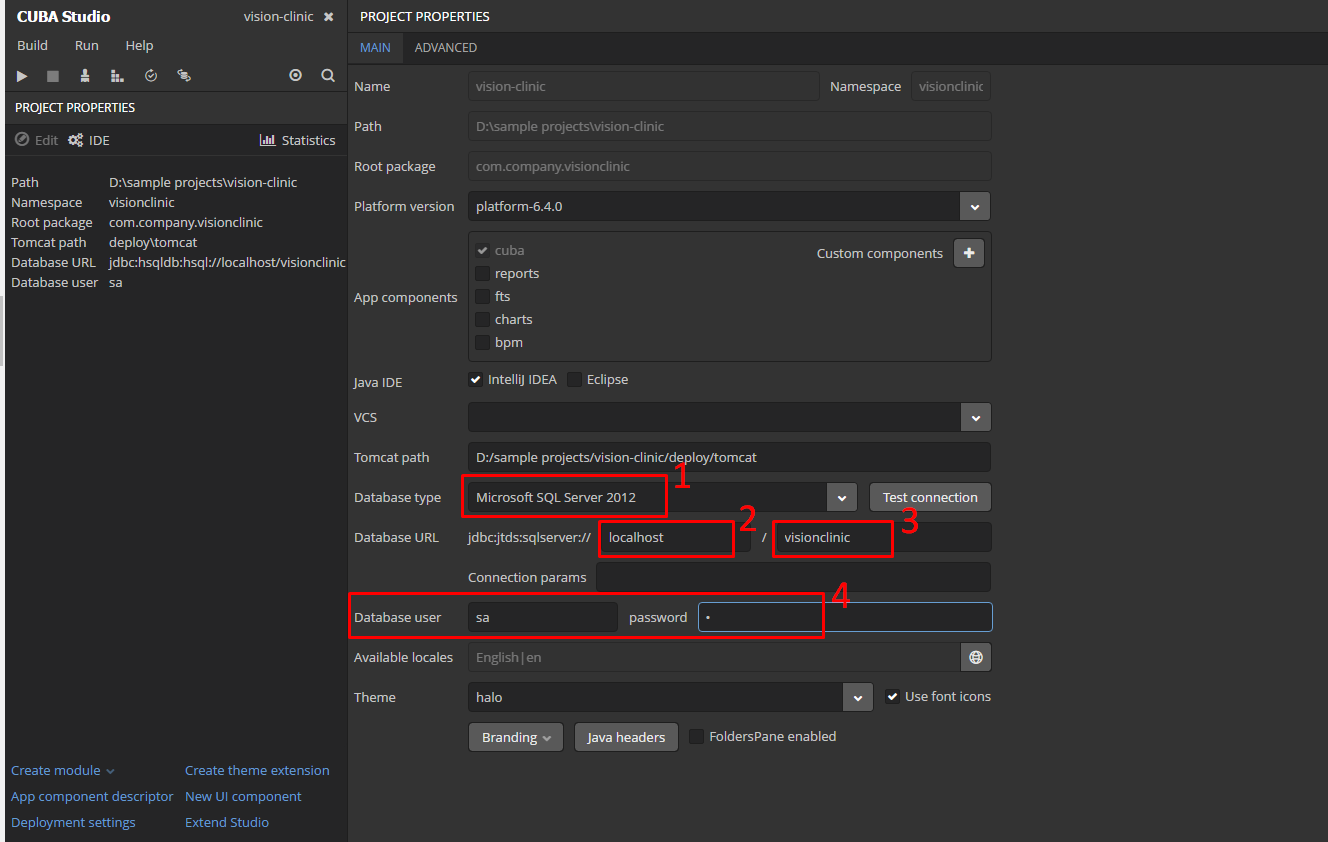 CUBA Studio
vision-clinic
Build Run Help
PROJECT PROPERTIES
Edit IDE Statistics
Path D:\sample projects\vision-clinic
Namespace visionclinic
Root package com.company.visionclinic
Tomcat path deploy\tomcat
Database URL jdbc:hsqldb:hsql://localhost/visionclinic
Database user sa
Create module Create theme extension
App component descriptor New UI component
Deployment settings Extend Studio
PROJECT PROPERTIES
MAIN ADVANCED
Name vision-clinic Namespace visionclinic
Path D:\sample projects\vision-clinic
Root package com.company.visionclinic
Platform version platform-6.4.0
App components
cuba Custom components
reports
fts
charts
bpm
Java IDE IntelliJ IDEA Eclipse
VCS
Tomcat path D:/sample projects/vision-clinic/deploy/tomcat
Database type Microsoft SQL Server 2012 1 Test connection
Database URL jdbc:jtds:sqlserver:// localhost 2 / visionclinic 3
Connection params
Database user sa password • 4
Available locales English|en
Theme halo Use font icons
Branding Java headers FoldersPane enabled